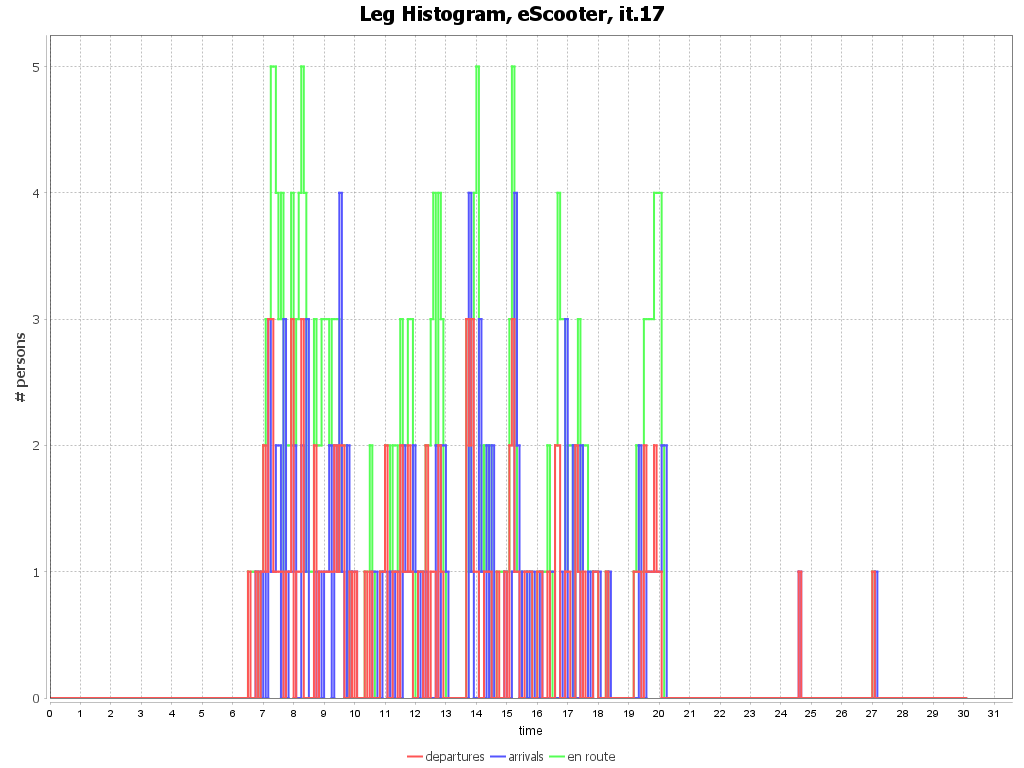 Leg Histogram, eScooter, it.17
# persons
5
4
3
2
1
0
0 1 2 3 4 5 6 7 8 9 10 11 12 13 14 15 16 17 18 19 20 21 22 23 24 25 26 27 28 29 30 31
time
departures arrivals en route